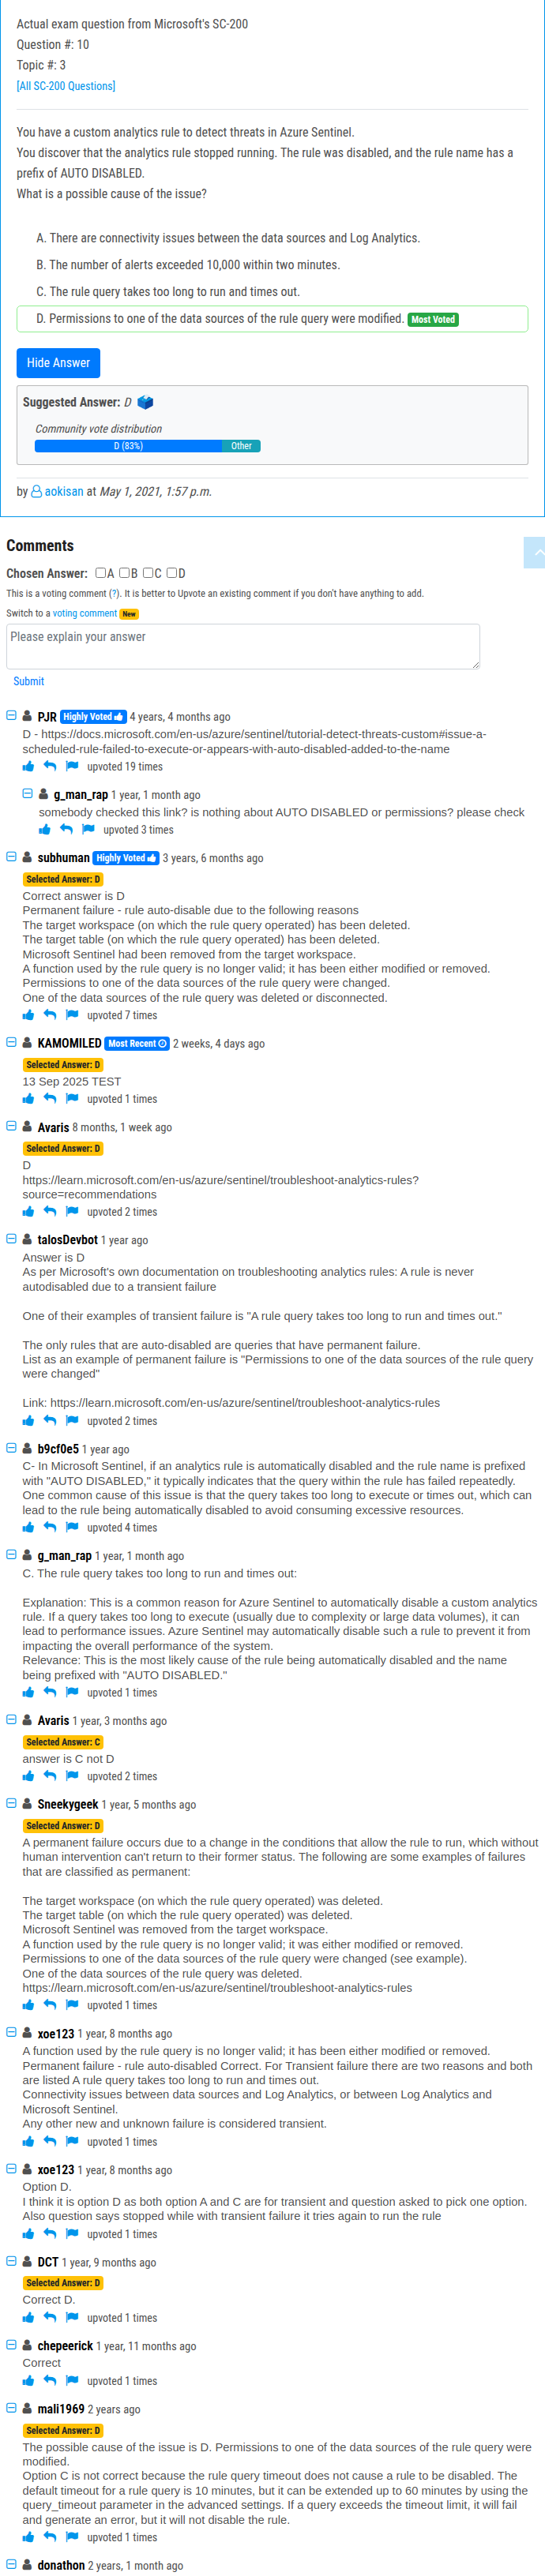 Actual exam question from Microsoft's SC-200
Question #: 10
Topic #: 3
[All SC-200 Questions]
You have a custom analytics rule to detect threats in Azure Sentinel.
You discover that the analytics rule stopped running. The rule was disabled, and the rule name has a
prefix of AUTO DISABLED.
What is a possible cause of the issue?
A. There are connectivity issues between the data sources and Log Analytics.
B. The number of alerts exceeded 10,000 within two minutes.
C. The rule query takes too long to run and times out.
D. Permissions to one of the data sources of the rule query were modified. Most Voted
Hide Answer
Suggested Answer: D
Community vote distribution
D (83%) Other
by aokisan at May 1, 2021, 1:57 p.m.
Comments
Chosen Answer: A B C D
This is a voting comment (?). It is better to Upvote an existing comment if you don't have anything to add.
Switch to a voting comment New
Please explain your answer
Submit
PJR Highly Voted 4 years, 4 months ago
D - https://docs.microsoft.com/en-us/azure/sentinel/tutorial-detect-threats-custom#issue-a-
scheduled-rule-failed-to-execute-or-appears-with-auto-disabled-added-to-the-name
upvoted 19 times
g_man_rap 1 year, 1 month ago
somebody checked this link? is nothing about AUTO DISABLED or permissions? please check
upvoted 3 times
subhuman Highly Voted 3 years, 6 months ago
Selected Answer: D
Correct answer is D
Permanent failure - rule auto-disable due to the following reasons
The target workspace (on which the rule query operated) has been deleted.
The target table (on which the rule query operated) has been deleted.
Microsoft Sentinel had been removed from the target workspace.
A function used by the rule query is no longer valid; it has been either modified or removed.
Permissions to one of the data sources of the rule query were changed.
One of the data sources of the rule query was deleted or disconnected.
upvoted 7 times
KAMOMILED Most Recent 2 weeks, 4 days ago
Selected Answer: D
13 Sep 2025 TEST
upvoted 1 times
Avaris 8 months, 1 week ago
Selected Answer: D
D
https://learn.microsoft.com/en-us/azure/sentinel/troubleshoot-analytics-rules?
source=recommendations
upvoted 2 times
talosDevbot 1 year ago
Answer is D
As per Microsoft's own documentation on troubleshooting analytics rules: A rule is never
autodisabled due to a transient failure
One of their examples of transient failure is "A rule query takes too long to run and times out."
The only rules that are auto-disabled are queries that have permanent failure.
List as an example of permanent failure is "Permissions to one of the data sources of the rule query
were changed"
Link: https://learn.microsoft.com/en-us/azure/sentinel/troubleshoot-analytics-rules
upvoted 2 times
b9cf0e5 1 year ago
C- In Microsoft Sentinel, if an analytics rule is automatically disabled and the rule name is prefixed
with "AUTO DISABLED," it typically indicates that the query within the rule has failed repeatedly.
One common cause of this issue is that the query takes too long to execute or times out, which can
lead to the rule being automatically disabled to avoid consuming excessive resources.
upvoted 4 times
g_man_rap 1 year, 1 month ago
C. The rule query takes too long to run and times out:
Explanation: This is a common reason for Azure Sentinel to automatically disable a custom analytics
rule. If a query takes too long to execute (usually due to complexity or large data volumes), it can
lead to performance issues. Azure Sentinel may automatically disable such a rule to prevent it from
impacting the overall performance of the system.
Relevance: This is the most likely cause of the rule being automatically disabled and the name
being prefixed with "AUTO DISABLED."
upvoted 1 times
Avaris 1 year, 3 months ago
Selected Answer: C
answer is C not D
upvoted 2 times
Sneekygeek 1 year, 5 months ago
Selected Answer: D
A permanent failure occurs due to a change in the conditions that allow the rule to run, which without
human intervention can't return to their former status. The following are some examples of failures
that are classified as permanent:
The target workspace (on which the rule query operated) was deleted.
The target table (on which the rule query operated) was deleted.
Microsoft Sentinel was removed from the target workspace.
A function used by the rule query is no longer valid; it was either modified or removed.
Permissions to one of the data sources of the rule query were changed (see example).
One of the data sources of the rule query was deleted.
https://learn.microsoft.com/en-us/azure/sentinel/troubleshoot-analytics-rules
upvoted 1 times
xoe123 1 year, 8 months ago
A function used by the rule query is no longer valid; it has been either modified or removed.
Permanent failure - rule auto-disabled Correct. For Transient failure there are two reasons and both
are listed A rule query takes too long to run and times out.
Connectivity issues between data sources and Log Analytics, or between Log Analytics and
Microsoft Sentinel.
Any other new and unknown failure is considered transient.
upvoted 1 times
xoe123 1 year, 8 months ago
Option D.
I think it is option D as both option A and C are for transient and question asked to pick one option.
Also question says stopped while with transient failure it tries again to run the rule
upvoted 1 times
DCT 1 year, 9 months ago
Selected Answer: D
Correct D.
upvoted 1 times
chepeerick 1 year, 11 months ago
Correct
upvoted 1 times
mali1969 2 years ago
Selected Answer: D
The possible cause of the issue is D. Permissions to one of the data sources of the rule query were
modified.
Option C is not correct because the rule query timeout does not cause a rule to be disabled. The
default timeout for a rule query is 10 minutes, but it can be extended up to 60 minutes by using the
query_timeout parameter in the advanced settings. If a query exceeds the timeout limit, it will fail
and generate an error, but it will not disable the rule.
upvoted 1 times
donathon 2 years, 1 month ago